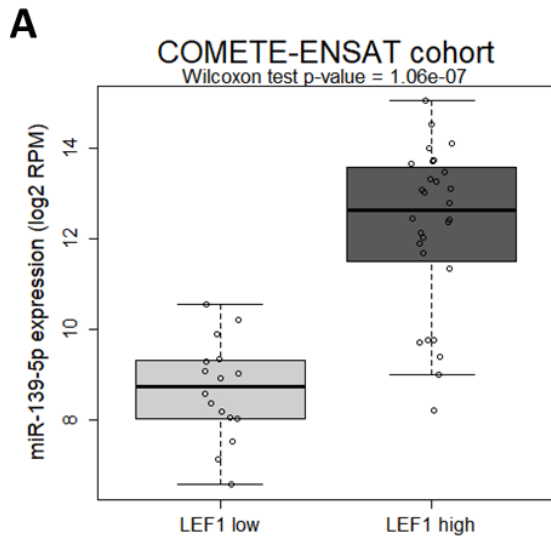 A
COMETE-ENSAT cohort
Wilcoxon test p-value = 1.06e-07
miR-139-5p expression (log2 RPM)
14
12
10
8
LEF1 low
LEF1 high